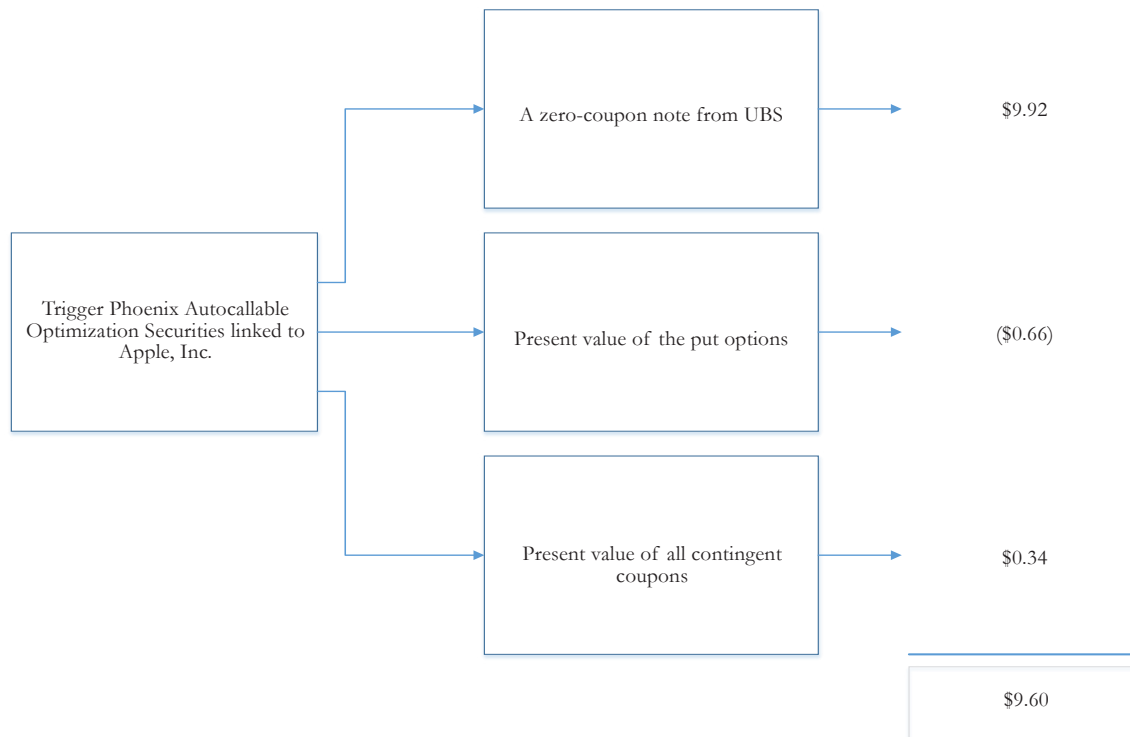 A zero-coupon note from UBS
$9.92
Trigger Phoenix Autocallable
Optimization Securities linked to
Apple, Inc.
Present value of the put options
($0.66)
Present value of all contingent
coupons
$0.34
$9.60